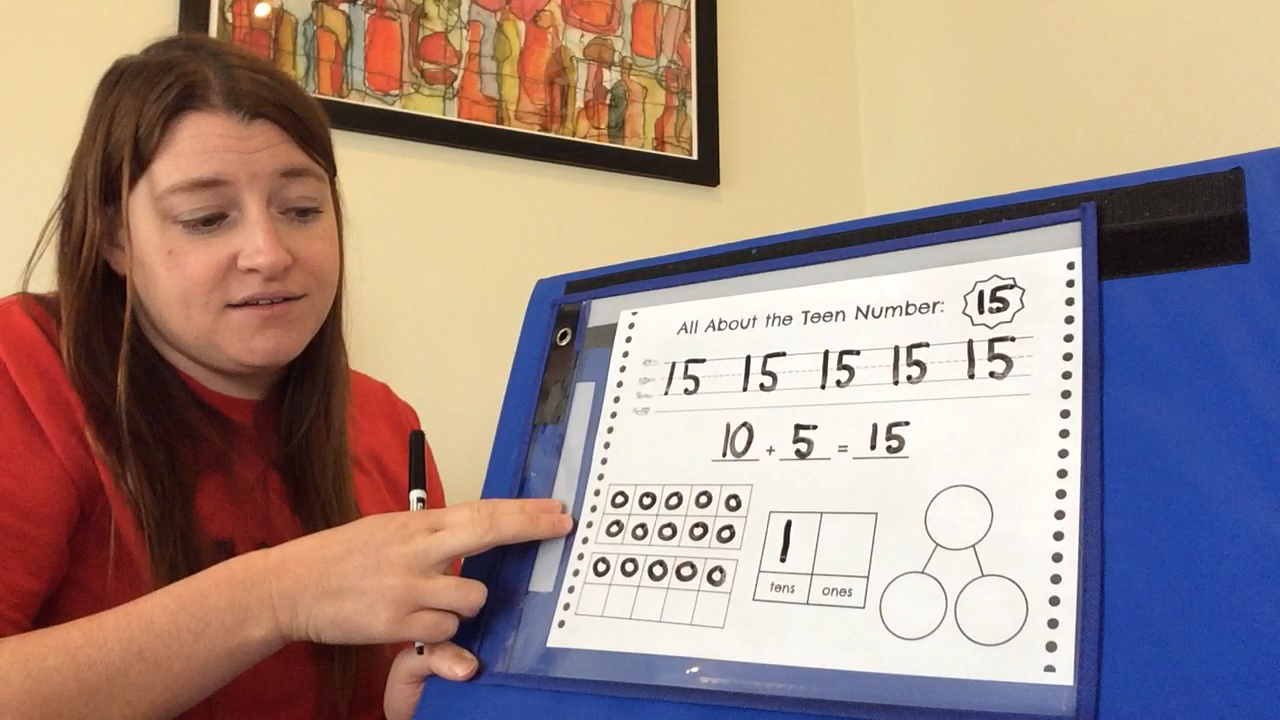 All About the Teen Number: 15
15 15 15 15 15
10 + 5 = 15
1
tens ones